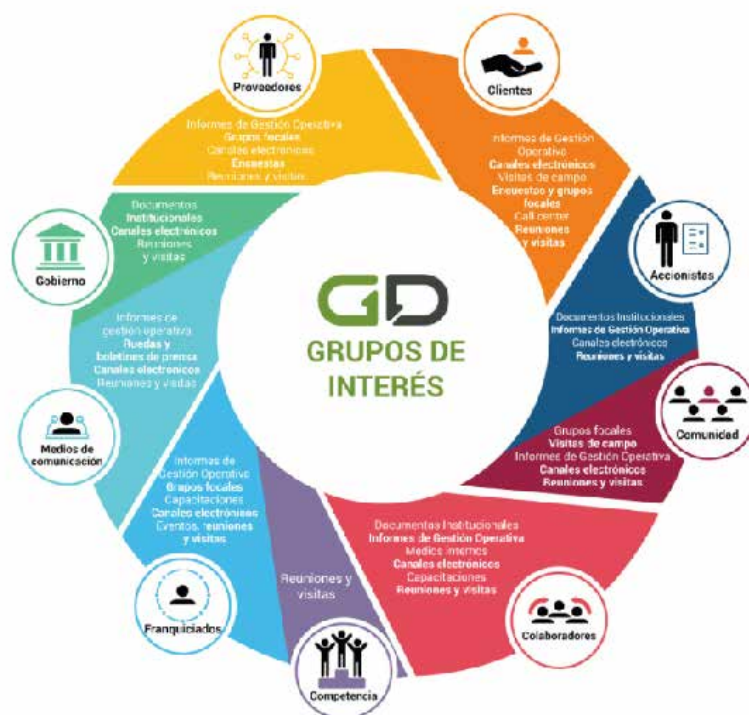 Proveedores
Informes de Gestión Operativa
Grupos focales
Canales electrónicos
Encuestas
Reuniones y visitas
Clientes
Informes de Gestión
Operativa
Canales electrónicos
Visitas de campo
Encuestas y grupos
focales
Call center
Reuniones
y visitas
Accionistas
Documentos Institucionales
Informes de Gestión Operativa
Canales electrónicos
Reuniones y visitas
Comunidad
Grupos focales
Visitas de campo
Informes de Gestión Operativa
Canales electrónicos
Reuniones y visitas
Colaboradores
Documentos Institucionales
Informes de Gestión Operativa
Medios internos
Canales electrónicos
Capacitaciones
Reuniones y visitas
Competencia
Reuniones y
visitas
Franquiciados
Informes de
Gestión Operativa
Grupos focales
Capacitaciones
Canales electrónicos
Eventos, reuniones
y visitas
Medios de
comunicación
Informes de
gestión operativa
Ruedas y
boletines de prensa
Canales electrónicos
Reuniones y visitas
Gobierno
Documentos
Institucionales
Canales electrónicos
Reuniones
y visitas
GD
GRUPOS DE
INTERÉS